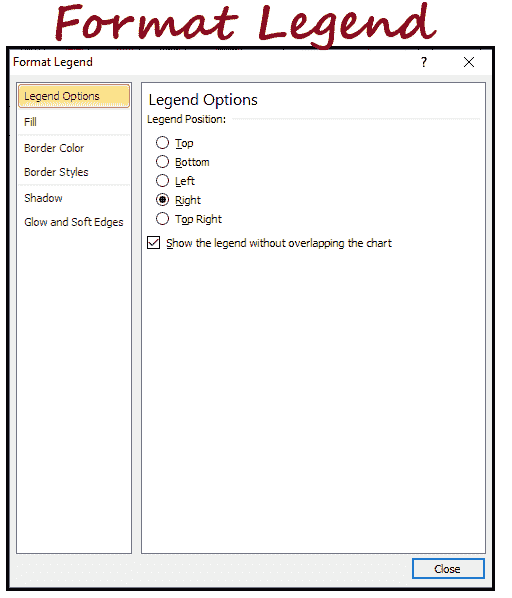 Format Legend
Format Legend
?
Legend Options
Fill
Border Color
Border Styles
Shadow
Glow and Soft Edges
Legend Options
Legend Position:
Top
Bottom
Left
Right
Top Right
Show the legend without overlapping the chart
Close